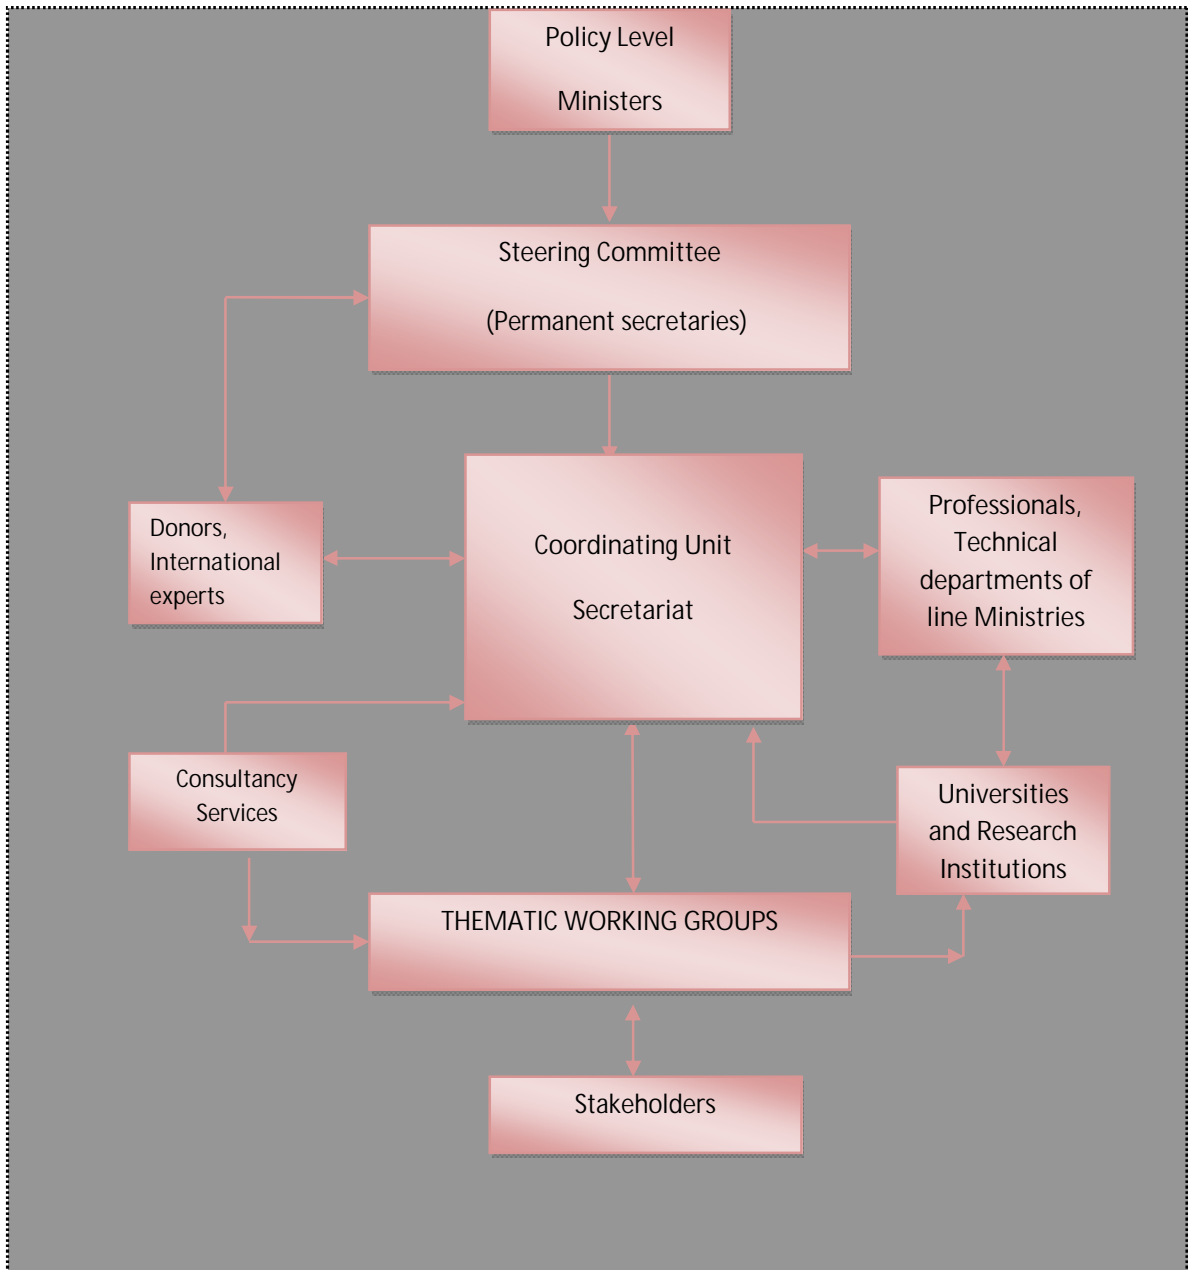 Policy Level
Ministers
Steering Committee
(Permanent secretaries)
Donors,
International
experts
Coordinating Unit
Secretariat
Professionals,
Technical
departments of
line Ministries
Consultancy
Services
Universities
and Research
Institutions
THEMATIC WORKING GROUPS
Stakeholders